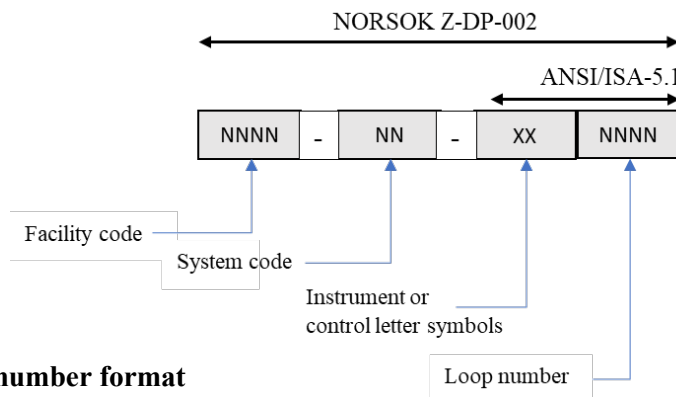 NORSOK Z-DP-002
ANSI/ISA-5.1
NNNN - NN - XX NNNN
Facility code
System code
Instrument or
control letter symbols
Loop number
number format